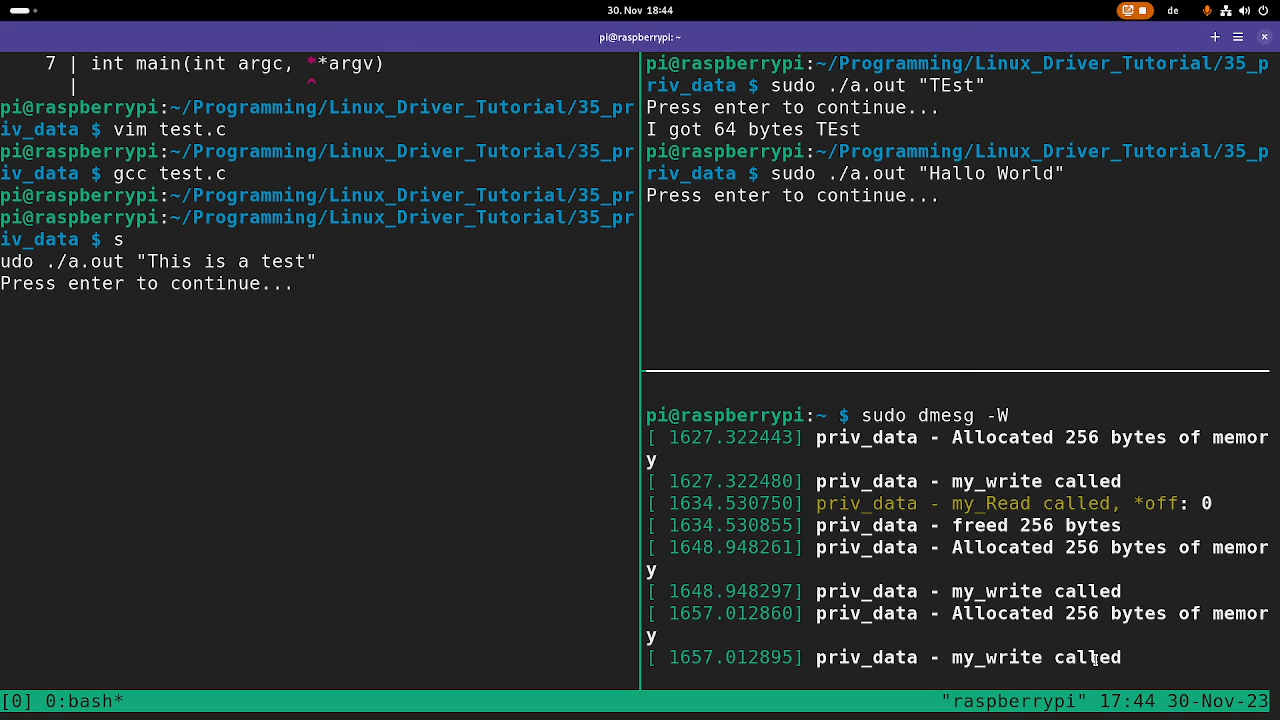 30. Nov 18:44
de
pi@raspberrypi: ~
7 | int main(int argc, **argv)
| ^
pi@raspberrypi:~/Programming/Linux_Driver_Tutorial/35_pr
iv_data $ vim test.c
pi@raspberrypi:~/Programming/Linux_Driver_Tutorial/35_pr
iv_data $ gcc test.c
pi@raspberrypi:~/Programming/Linux_Driver_Tutorial/35_pr
pi@raspberrypi:~/Programming/Linux_Driver_Tutorial/35_pr
iv_data $ s
udo ./a.out "This is a test"
Press enter to continue...
pi@raspberrypi:~/Programming/Linux_Driver_Tutorial/35_p
riv_data $ sudo ./a.out "TEst"
Press enter to continue...
I got 64 bytes TEst
pi@raspberrypi:~/Programming/Linux_Driver_Tutorial/35_p
riv_data $ sudo ./a.out "Hallo World"
Press enter to continue...
pi@raspberrypi:~ $ sudo dmesg -W
[ 1627.322443] priv_data - Allocated 256 bytes of memor
y
[ 1627.322480] priv_data - my_write called
[ 1634.530750] priv_data - my_Read called, *off: 0
[ 1634.530855] priv_data - freed 256 bytes
[ 1648.948261] priv_data - Allocated 256 bytes of memor
y
[ 1648.948297] priv_data - my_write called
[ 1657.012860] priv_data - Allocated 256 bytes of memor
y
[ 1657.012895] priv_data - my_write called
[0] 0:bash*
"raspberrypi" 17:44 30-Nov-23